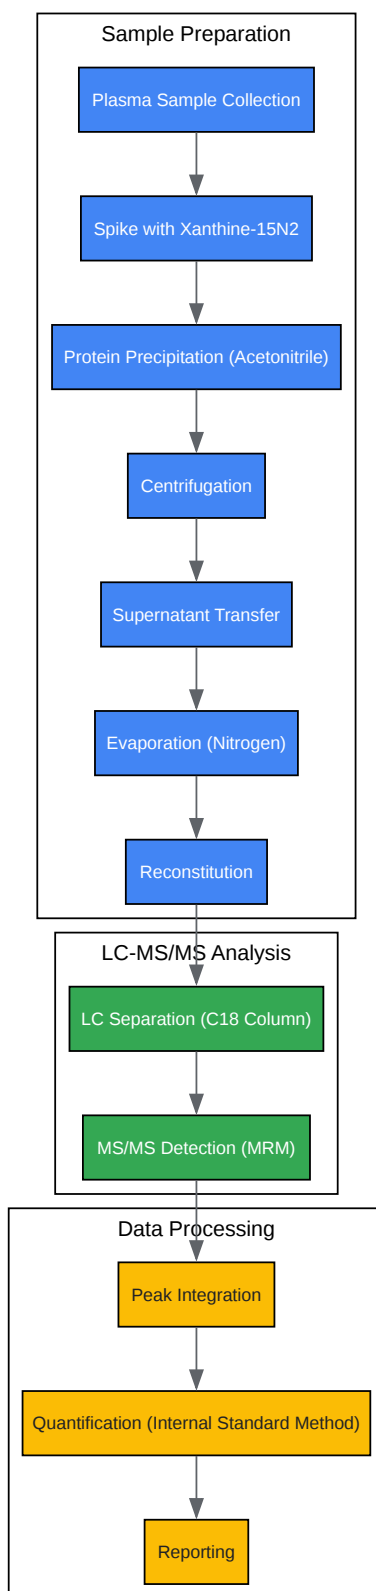 Sample Preparation
Plasma Sample Collection
Spike with Xanthine-15N2
Protein Precipitation (Acetonitrile)
Centrifugation
Supernatant Transfer
Evaporation (Nitrogen)
Reconstitution
LC-MS/MS Analysis
LC Separation (C18 Column)
MS/MS Detection (MRM)
Data Processing
Peak Integration
Quantification (Internal Standard Method)
Reporting